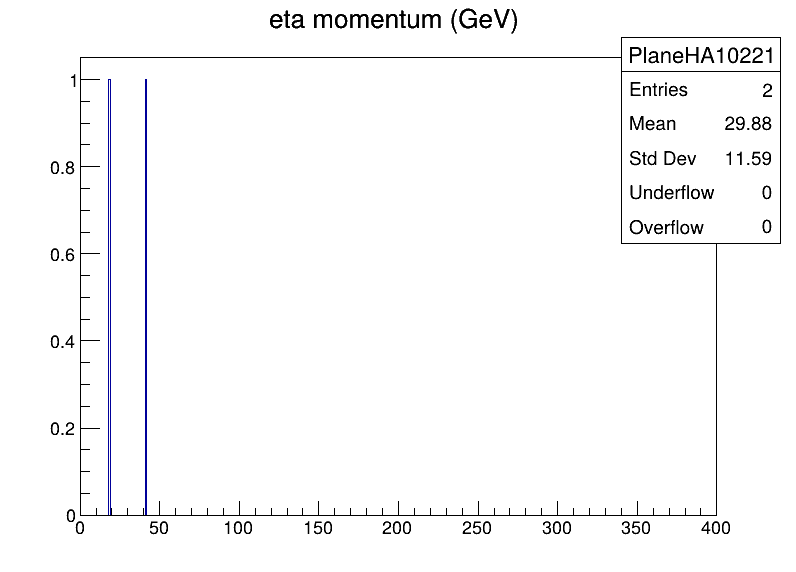 eta momentum (GeV)
PlaneHA10221
Entries 2
Mean 29.88
Std Dev 11.59
Underflow 0
Overflow 0
1
0.8
0.6
0.4
0.2
0
0 50 100 150 200 250 300 350 400